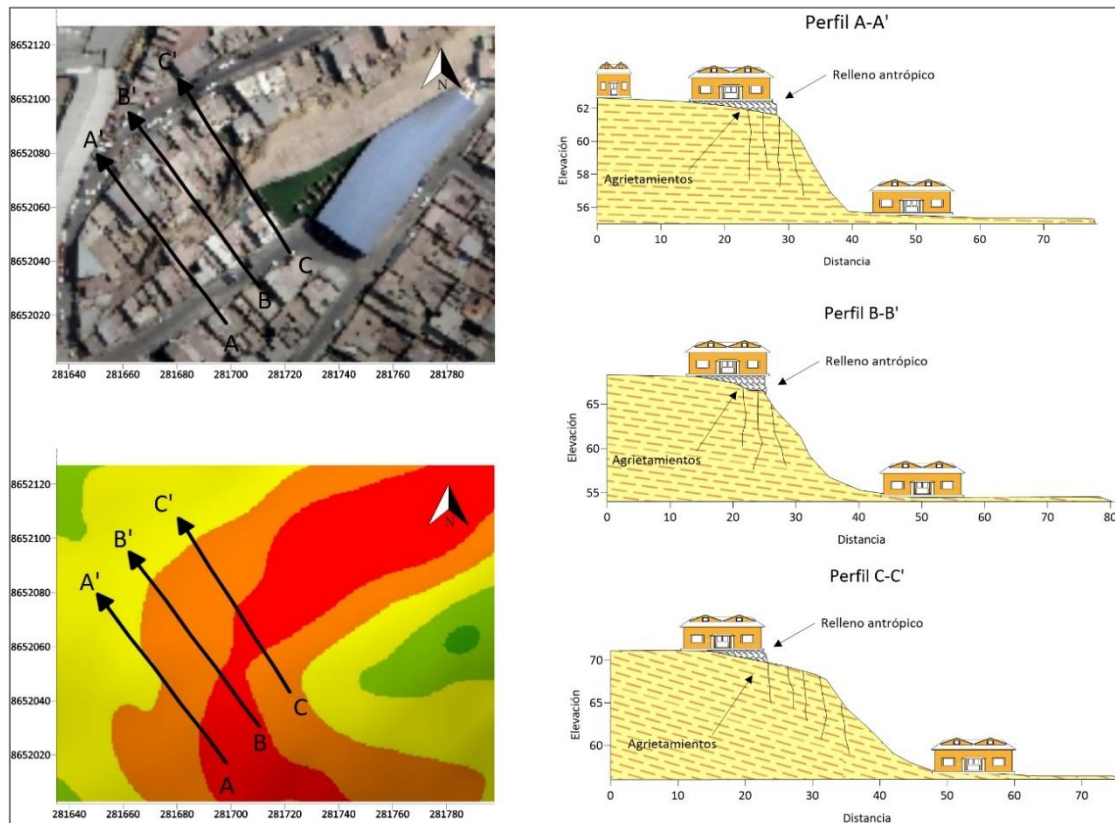 8652120
8652100
8652080
8652060
8652040
8652020
281640 281660 281680 281700 281720 281740 281760 281780
A'
B'
C'
A
B
C
N
8652120
8652100
8652080
8652060
8652040
8652020
281640 281660 281680 281700 281720 281740 281760 281780
A'
B'
C'
A
B
C
N
Perfil A-A'
Relleno antrópico
Agrietamientos
Elevación
62
60
58
56
0 10 20 30 40 50 60 70
Distancia
Perfil B-B'
Relleno antrópico
Agrietamientos
Elevación
65
60
55
0 10 20 30 40 50 60 70 80
Distancia
Perfil C-C'
Relleno antrópico
Agrietamientos
Elevación
70
65
60
0 10 20 30 40 50 60 70
Distancia